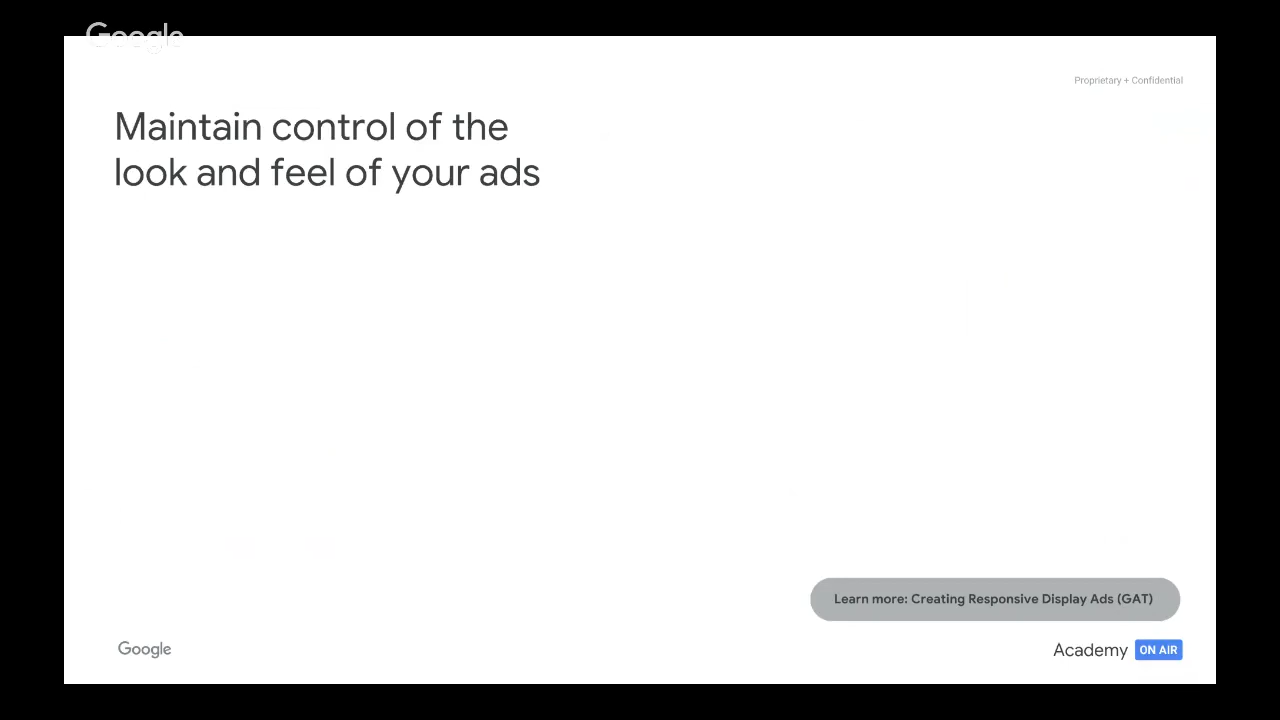 Google
Proprietary + Confidential
Maintain control of the
look and feel of your ads
Learn more: Creating Responsive Display Ads (GAT)
Google
Academy ON AIR